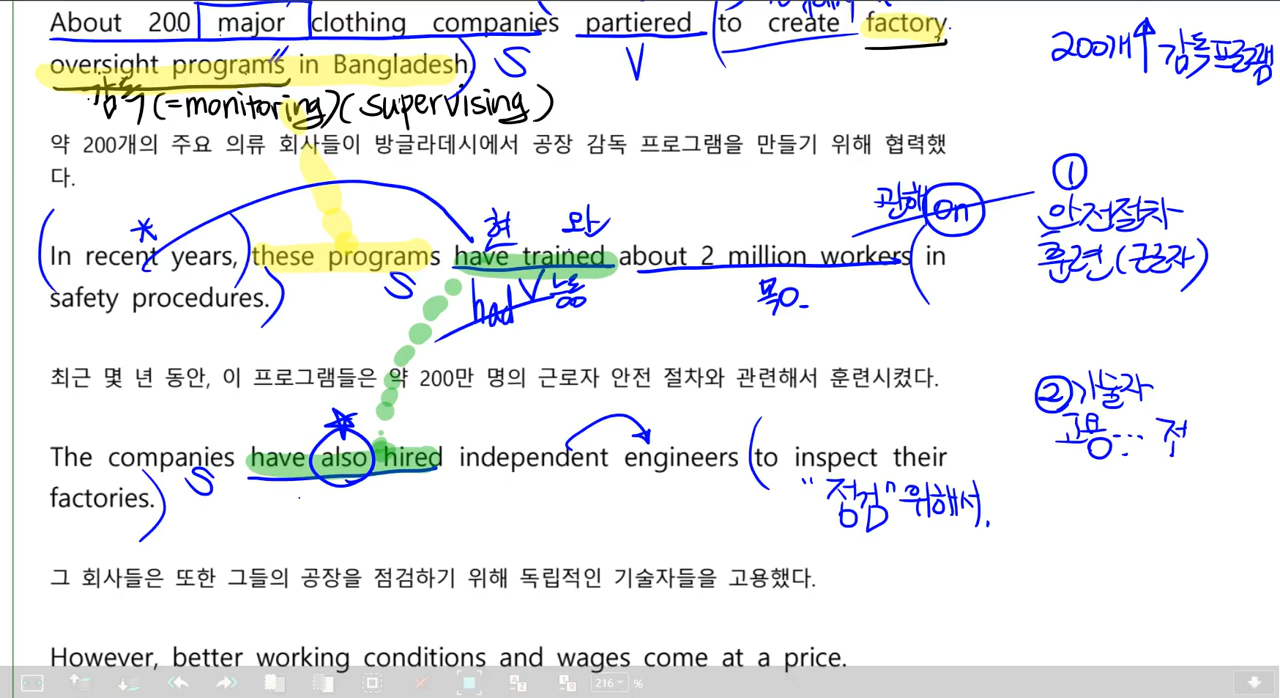 About 200 major clothing companies partiered to create factory
200개↑ 감독프로그램
oversight programs in Bangladesh.
S V
감독(=monitoring)(supervising)
약 200개의 주요 의류 회사들이 방글라데시에서 공장 감독 프로그램을 만들기 위해 협력했
다.
①
안전절차
훈련(근로자)
관해 on
* 현 완
In recent years, these programs have trained about 2 million workers in
S V 능 목O.
had
safety procedures.
최근 몇 년 동안, 이 프로그램들은 약 200만 명의 근로자 안전 절차와 관련해서 훈련시켰다.
②기술자
고용... 점
The companies have also hired independent engineers to inspect their
S
factories.
"점검"위해서.
그 회사들은 또한 그들의 공장을 점검하기 위해 독립적인 기술자들을 고용했다.
However, better working conditions and wages come at a price.
216 %